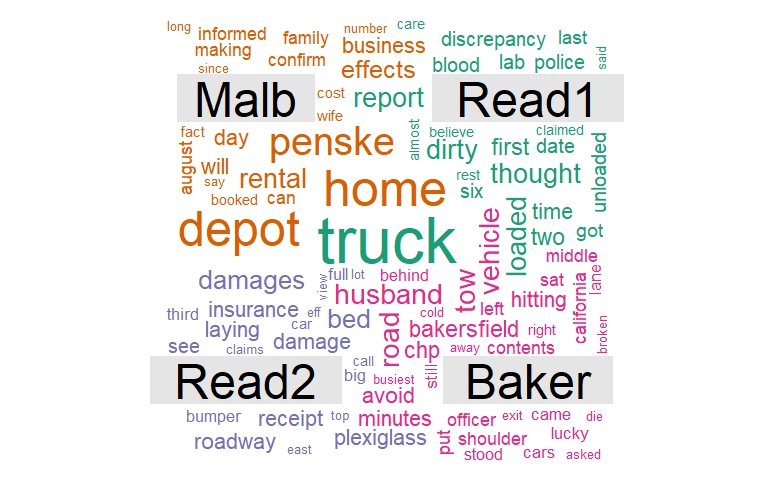 long informed family number care
making confirm business discrepancy last
since effects blood lab police said
Malb cost report Read1
wife
fact day penske almost believe claimed
august will dirty first date unloaded
say rental home rest thought
booked can six
depot truck loaded time
two got
vehicle middle
damages view full lot behind tow sat california lane
third insurance eff husband left hitting
laying car bed cold road bakersfield right broken
see claims damage chp away contents
Read2 call big busiest still Baker
avoid
bumper receipt top minutes officer exit came die
roadway plexiglass put shoulder lucky
east stood cars asked